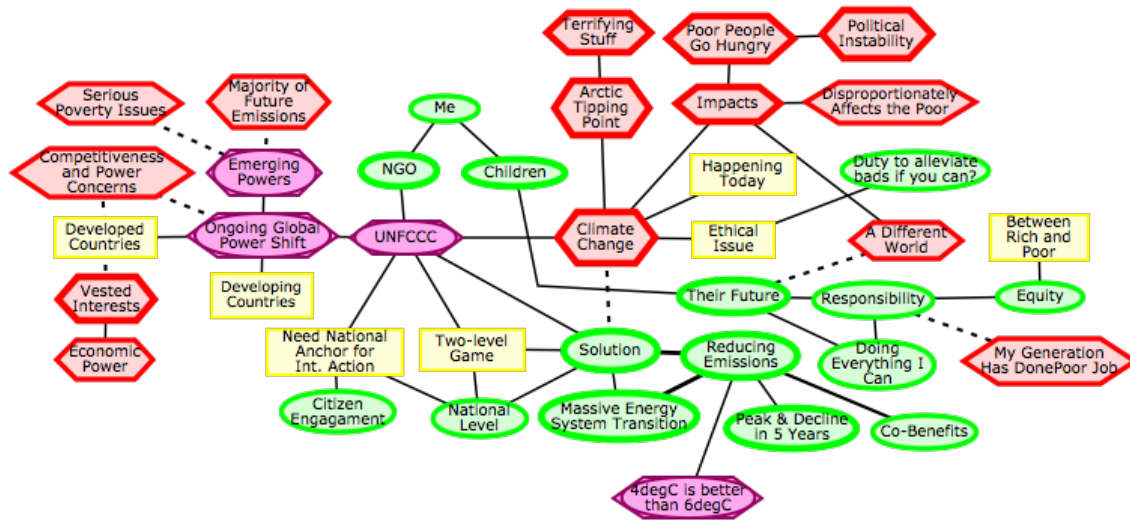 Terrifying
Stuff
Poor People
Go Hungry
Political
Instability
Serious
Poverty Issues
Majority of
Future
Emissions
Me
Arctic
Tipping
Point
Impacts
Disproportionately
Affects the Poor
Competitiveness
and Power
Concerns
Emerging
Powers
NGO
Children
Happening
Today
Duty to alleviate
bads if you can?
Developed
Countries
Ongoing Global
Power Shift
UNFCCC
Climate
Change
Ethical
Issue
A Different
World
Between
Rich and
Poor
Vested
Interests
Developing
Countries
Their Future
Responsibility
Equity
Economic
Power
Need National
Anchor for
Int. Action
Two-level
Game
Solution
Reducing
Emissions
Doing
Everything I
Can
My Generation
Has DonePoor Job
Citizen
Engagament
National
Level
Massive Energy
System Transition
Peak & Decline
in 5 Years
Co-Benefits
4degC is better
than 6degC